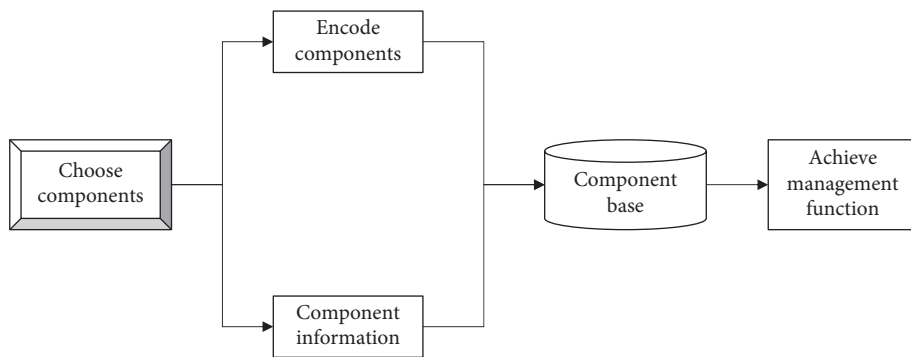 Encode
components
Choose
components
Component
base
Achieve
management
function
Component
information